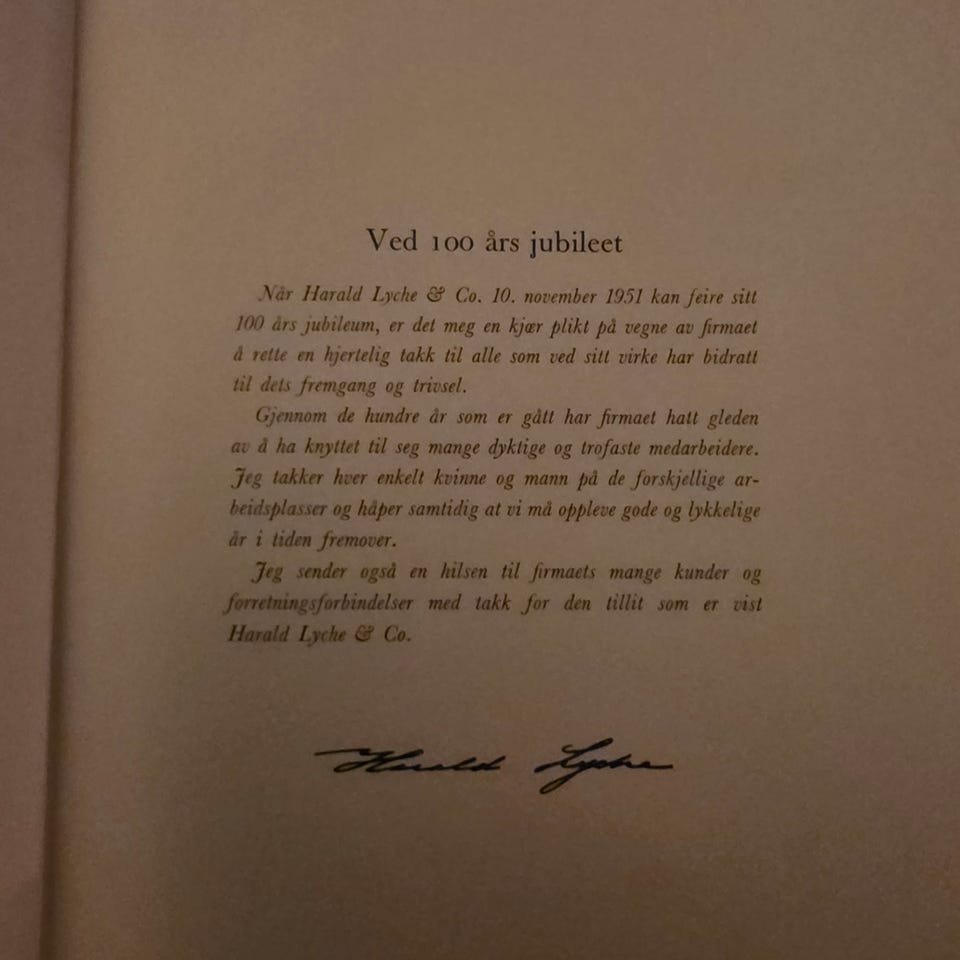 Ved 100 års jubileet
Når Harald Lyche & Co. 10. november 1951 kan feire sitt
100 års jubileum, er det meg en kjær plikt på vegne av firmaet
å rette en hjertelig takk til alle som ved sitt virke har bidratt
til dets fremgang og trivsel.
Gjennom de hundre år som er gått har firmaet hatt gleden
av å ha knyttet til seg mange dyktige og trofaste medarbeidere.
Jeg takker hver enkelt kvinne og mann på de forskjellige ar-
beidsplasser og håper samtidig at vi må oppleve gode og lykkelige
år i tiden fremover.
Jeg sender også en hilsen til firmaets mange kunder og
forretningsforbindelser med takk for den tillit som er vist
Harald Lyche & Co.
Harald Lyche